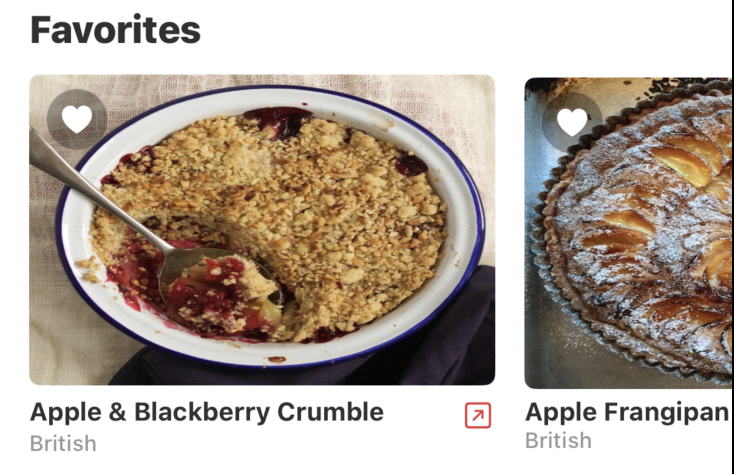 Favorites
Apple & Blackberry Crumble
British
Apple Frangipan
British